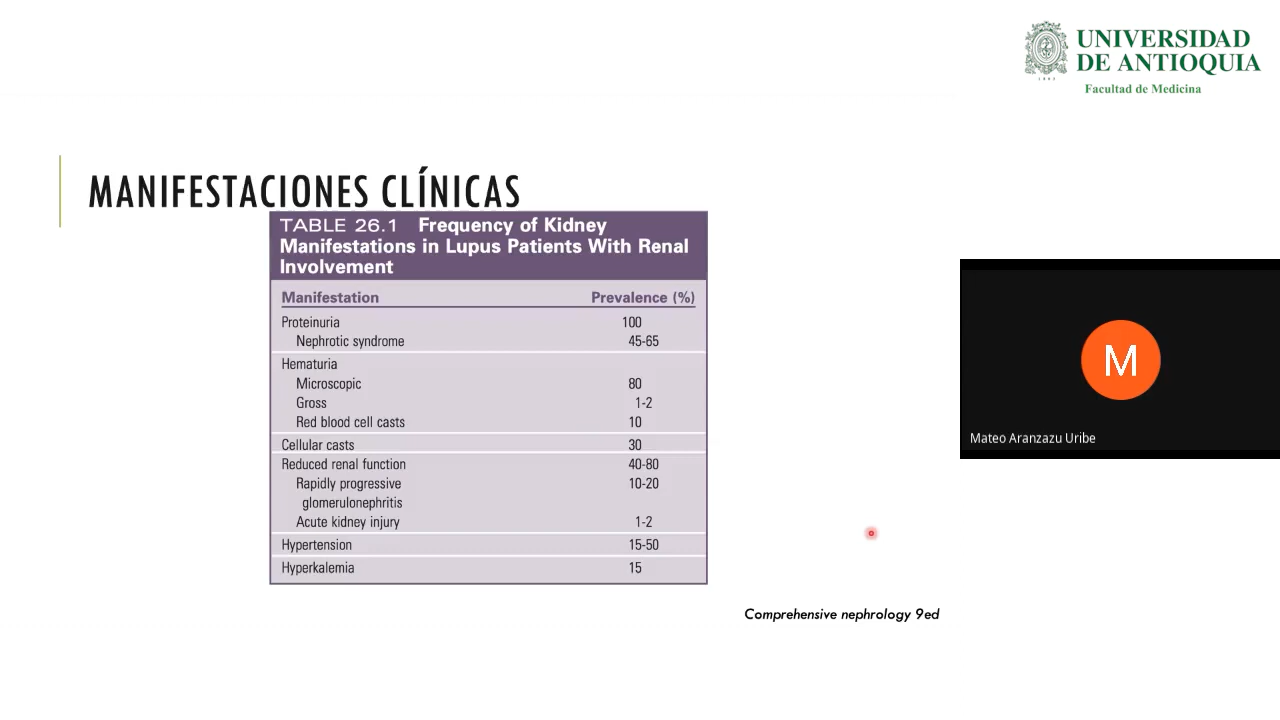 UNIVERSIDAD
DE ANTIOQUIA
1803
Facultad de Medicina
MANIFESTACIONES CLÍNICAS
TABLE 26.1 Frequency of Kidney
Manifestations in Lupus Patients With Renal
Involvement
Manifestation Prevalence (%)
Proteinuria 100
Nephrotic syndrome 45-65
Hematuria
Microscopic 80
Gross 1-2
Red blood cell casts 10
Cellular casts 30
Reduced renal function 40-80
Rapidly progressive 10-20
glomerulonephritis
Acute kidney injury 1-2
Hypertension 15-50
Hyperkalemia 15
M
Mateo Aranzazu Uribe
Comprehensive nephrology 9ed